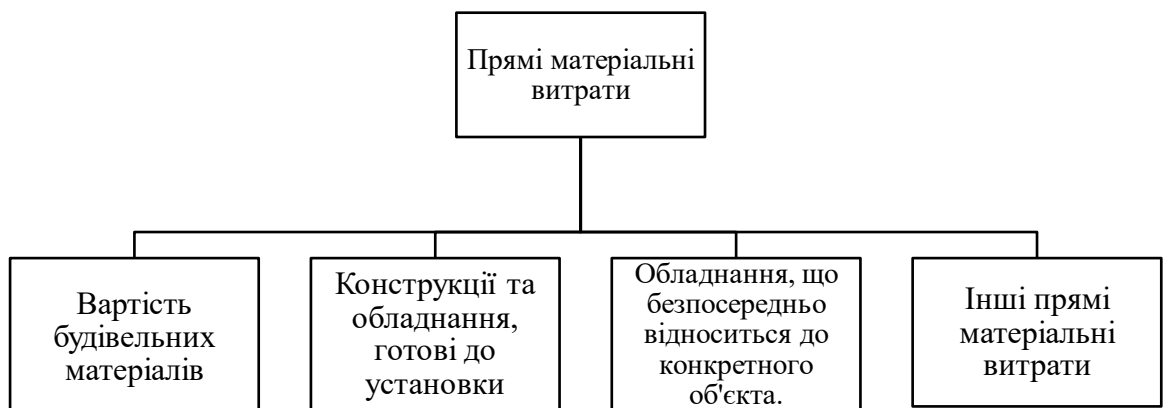 Прямі матеріальні
витрати
Вартість
будівельних
матеріалів
Конструкції та
обладнання,
готові до
установки
Обладнання, що
безпосередньо
відноситься до
конкретного
об'єкта.
Інші прямі
матеріальні
витрати